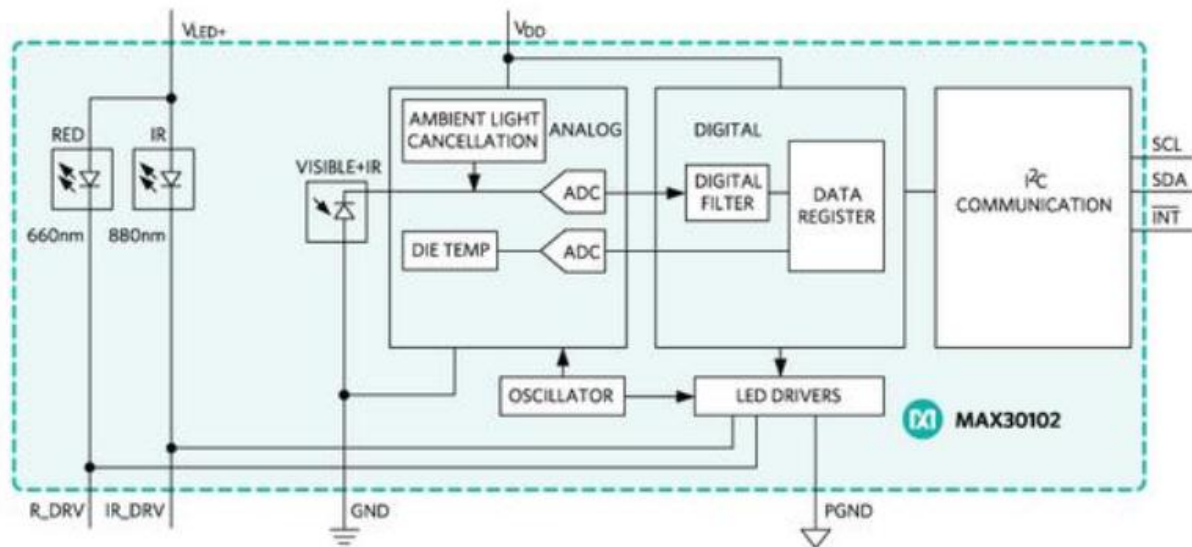 VLED+
VDD
RED
IR
660nm
880nm
VISIBLE+IR
AMBIENT LIGHT
CANCELLATION
ANALOG
ADC
DIE TEMP
ADC
DIGITAL
DIGITAL
FILTER
DATA
REGISTER
I²C
COMMUNICATION
SCL
SDA
INT
OSCILLATOR
LED DRIVERS
MAX30102
R_DRV
IR_DRV
GND
PGND